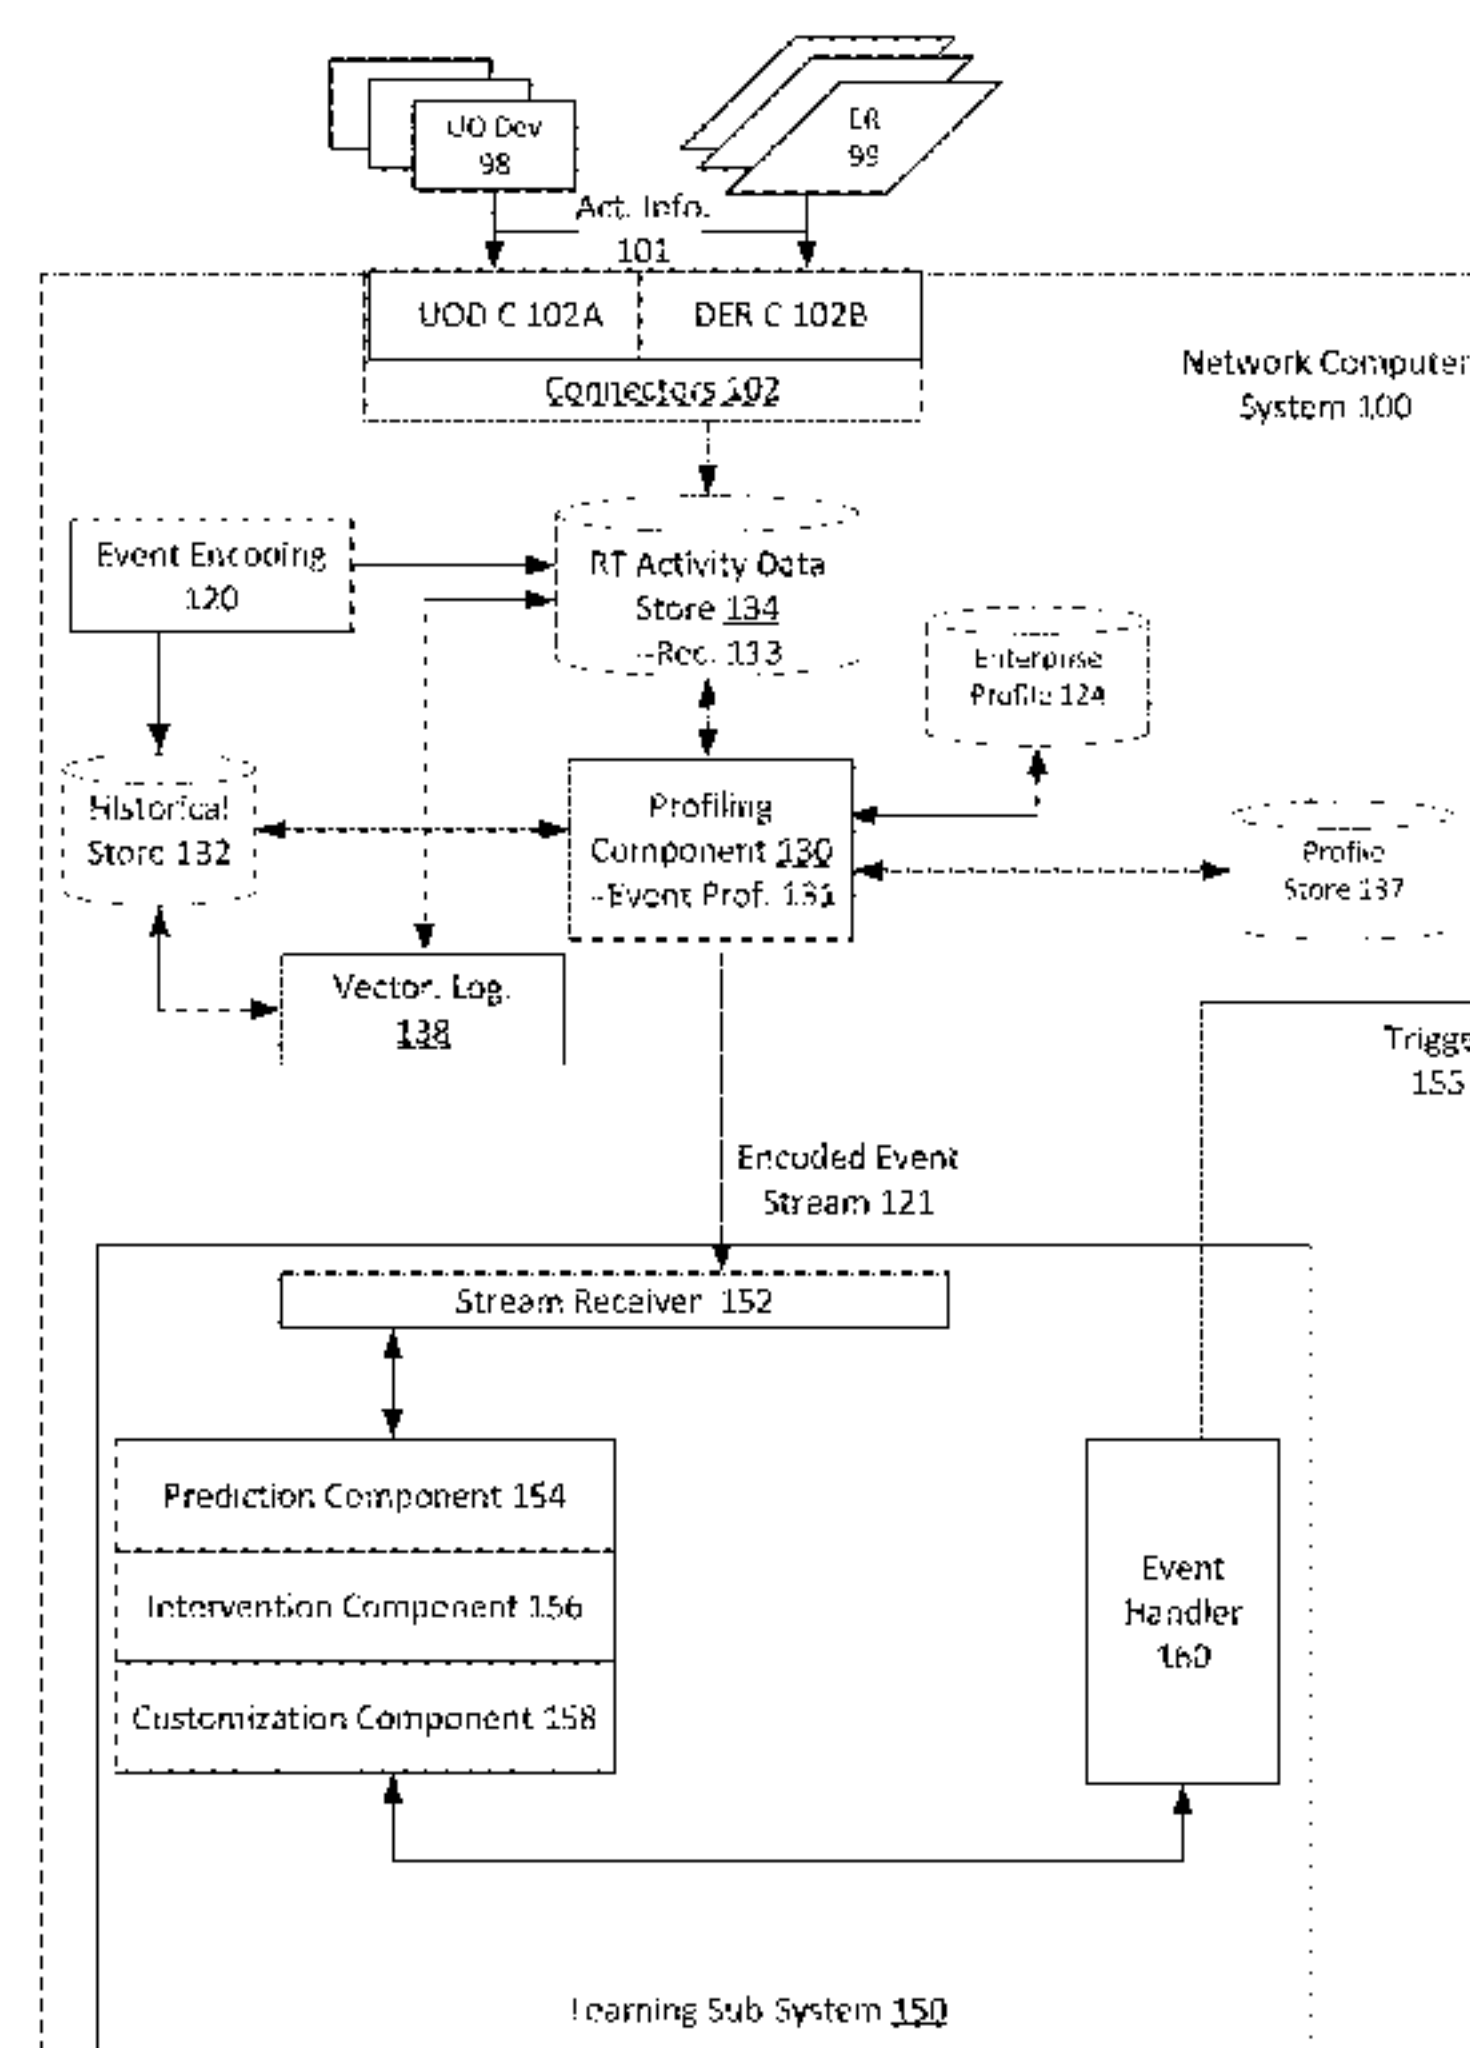 UO Dev
98
ER
99
Act. Info.
101
UOD C 102A
DER C 102B
Connectors 102
Network Computer
System 100
Event Encoding
120
RT Activity Data
Store 134
--Rec. 133
Enterprise
Profile 124
Historical
Store 132
Profiling
Component 130
--Event Prof. 131
Profile
Store 137
Vector. Log.
138
Trigge
155
Encoded Event
Stream 121
Stream Receiver 152
Prediction Component 154
Intervention Component 156
Customization Component 158
Event
Handler
160
Learning Sub System 150